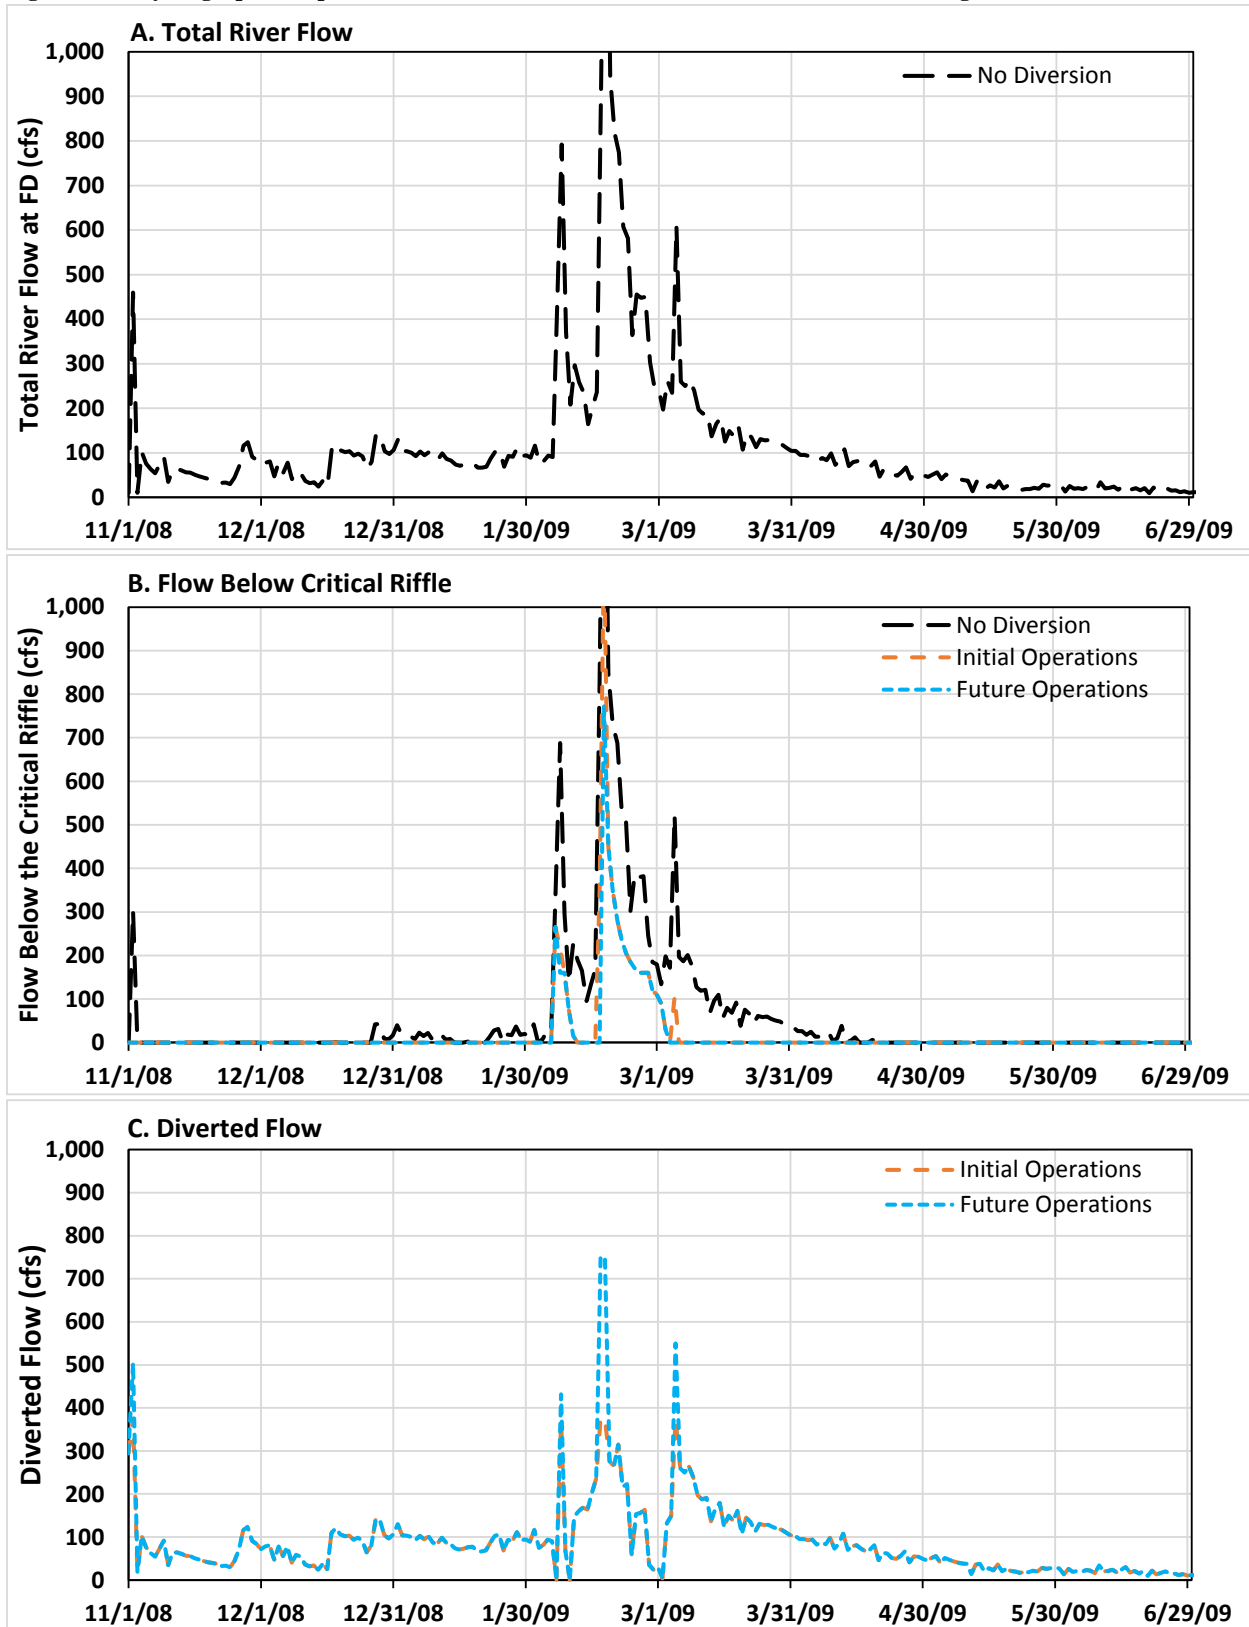 A. Total River Flow
No Diversion
Total River Flow at FD (cfs)
1,000
900
800
700
600
500
400
300
200
100
0
11/1/08 12/1/08 12/31/08 1/30/09 3/1/09 3/31/09 4/30/09 5/30/09 6/29/09
B. Flow Below Critical Riffle
No Diversion
Initial Operations
Future Operations
Flow Below the Critical Riffle (cfs)
1,000
900
800
700
600
500
400
300
200
100
0
11/1/08 12/1/08 12/31/08 1/30/09 3/1/09 3/31/09 4/30/09 5/30/09 6/29/09
C. Diverted Flow
Initial Operations
Future Operations
Diverted Flow (cfs)
1,000
900
800
700
600
500
400
300
200
100
0
11/1/08 12/1/08 12/31/08 1/30/09 3/1/09 3/31/09 4/30/09 5/30/09 6/29/09